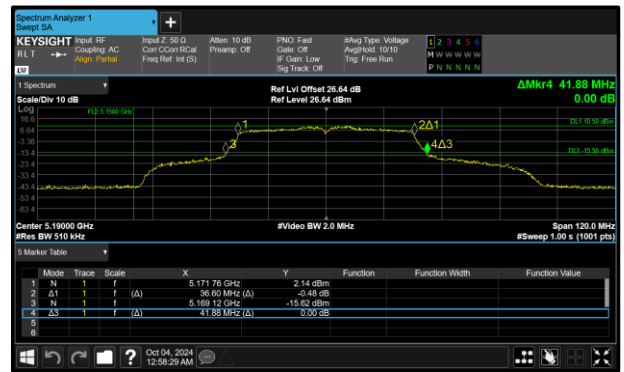 Spectrum Analyzer 1
Swept SA
+
KEYSIGHT Input: RF Input Z: 50 Ω Atten: 10 dB PNO: Fast #Avg Type: Voltage 1 2 3 4 5 6
RLT Coupling: AC Corr CCorr RCal Preamp: Off Gate: Off Avg|Hold: 10/10 M W W W W W
Align: Partial Freq Ref: Int (S) IF Gain: Low Trig: Free Run
Sig Track: Off P N N N N N
1 Spectrum
Scale/Div 10 dB
Ref Lvl Offset 26.64 dB
Ref Level 26.64 dBm
ΔMkr4 41.88 MHz
0.00 dB
Log
16.6
6.64
-3.36
-13.4
-23.4
-33.4
-43.4
-53.4
-63.4
DL1 10.50 dBm
1
2Δ1
3
4Δ3
Center 5.19000 GHz #Video BW 2.0 MHz Span 120.0 MHz
#Res BW 510 kHz #Sweep 1.00 s (1001 pts)
5 Marker Table
Mode Trace Scale X Y Function Function Width Function Value
1 N 1 f 5.171 76 GHz 2.14 dBm
2 Δ1 1 f (Δ) 36.60 MHz (Δ) -0.48 dB
3 N 1 f 5.169 12 GHz -15.62 dBm
4 Δ3 1 f (Δ) 41.88 MHz (Δ) 0.00 dB
5
6
?
Oct 04, 2024
12:58:29 AM